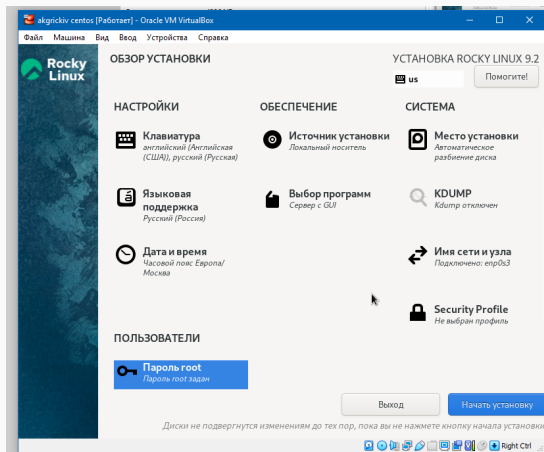 akgrickiv centos [Работает] - Oracle VM VirtualBox
Файл Машина Вид Ввод Устройства Справка
Rocky
Linux
ОБЗОР УСТАНОВКИ
УСТАНОВКА ROCKY LINUX 9.2
us
Помогите!
НАСТРОЙКИ
Клавиатура
английский (Английская
(США)), русский (Русская)
Языковая
поддержка
Русский (Россия)
Дата и время
Часовой пояс Европа/
Москва
ОБЕСПЕЧЕНИЕ
Источник установки
Локальный носитель
Выбор программ
Сервер с GUI
СИСТЕМА
Место установки
Автоматическое
разбиение диска
KDUMP
Kdump отключен
Имя сети и узла
Подключено: enp0s3
Security Profile
Не выбран профиль
ПОЛЬЗОВАТЕЛИ
Пароль root
Пароль root задан
Выход
Начать установку
Диски не подвергнутся изменениям до тех пор, пока вы не нажмете кнопку начала установки
Right Ctrl